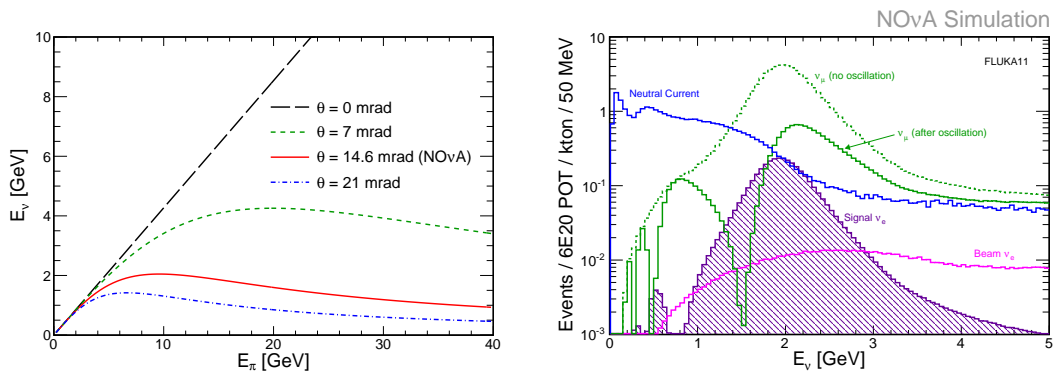 10
8
6
4
2
0
E_ν [GeV]
θ = 0 mrad
θ = 7 mrad
θ = 14.6 mrad (NOνA)
θ = 21 mrad
0 10 20 30 40
E_π [GeV]
NOνA Simulation
10
1
10⁻¹
10⁻²
10⁻³
Events / 6E20 POT / kton / 50 MeV
FLUKA11
ν_μ (no oscillation)
Neutral Current
ν_μ (after oscillation)
Signal ν_e
Beam ν_e
0 1 2 3 4 5
E_ν [GeV]